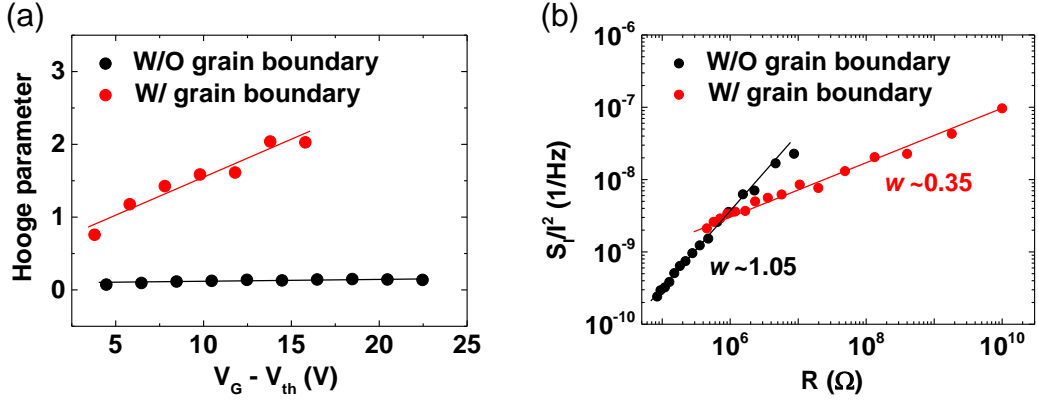 (a)
3
2
1
0
Hooge parameter
W/O grain boundary
W/ grain boundary
5 10 15 20 25
V_G - V_th (V)
(b)
10^-6
10^-7
10^-8
10^-9
10^-10
S_I/I^2 (1/Hz)
W/O grain boundary
W/ grain boundary
w ~0.35
w ~1.05
10^6 10^8 10^10
R (Ω)